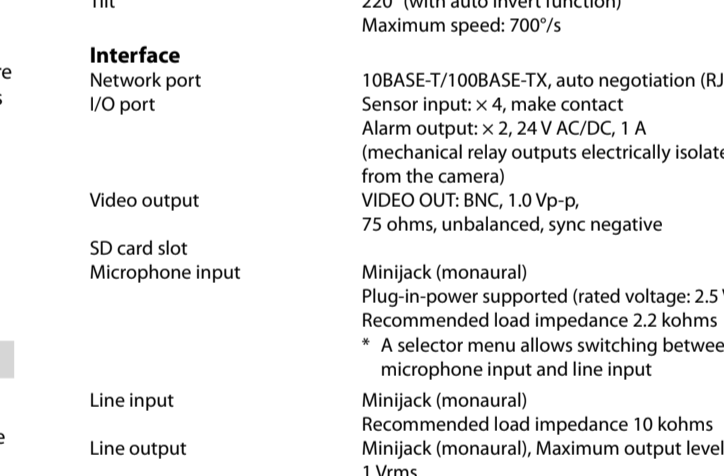 Tilt
220° (with auto invert function)
Maximum speed: 700°/s
Interface
Network port
10BASE-T/100BASE-TX, auto negotiation (RJ
I/O port
Sensor input: × 4, make contact
Alarm output: × 2, 24 V AC/DC, 1 A
(mechanical relay outputs electrically isolate
from the camera)
Video output
VIDEO OUT: BNC, 1.0 Vp-p,
75 ohms, unbalanced, sync negative
SD card slot
Microphone input
Minijack (monaural)
Plug-in-power supported (rated voltage: 2.5 V
Recommended load impedance 2.2 kohms
* A selector menu allows switching betwee
microphone input and line input
Line input
Minijack (monaural)
Recommended load impedance 10 kohms
Line output
Minijack (monaural), Maximum output level
1 Vrms